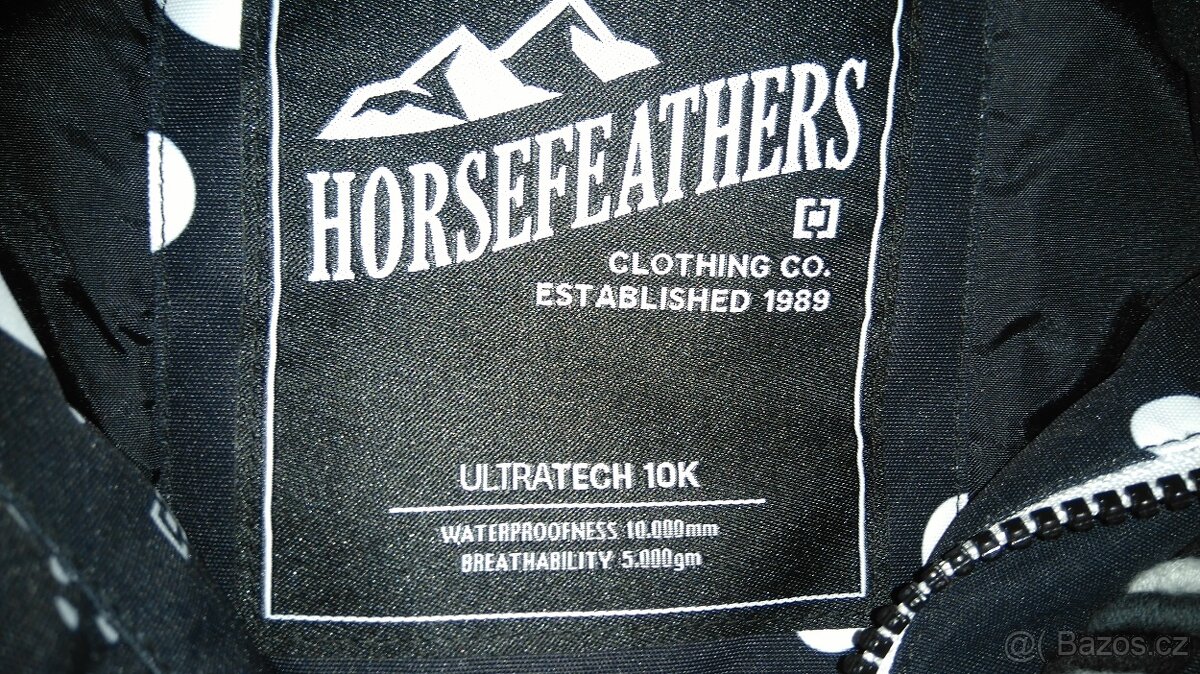 HORSEFEATHERS
CLOTHING CO.
ESTABLISHED 1989
ULTRATECH 10K
WATERPROOFNESS 10.000mm
BREATHABILITY 5.000gm
@( Bazos.cz